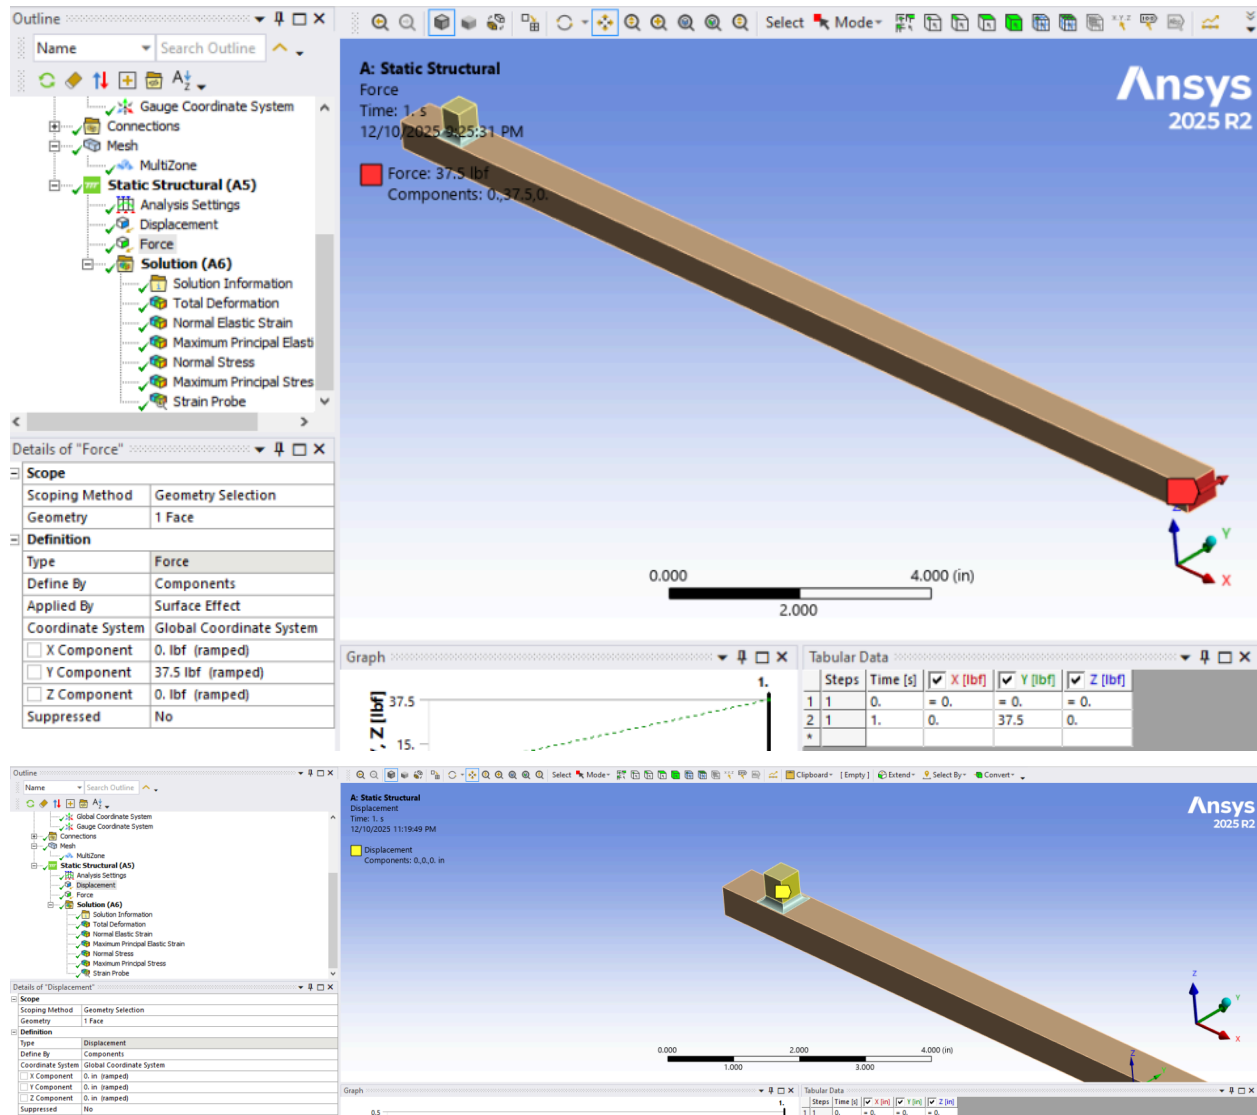 Outline
Name Search Outline
Gauge Coordinate System
Connections
Mesh
MultiZone
Static Structural (A5)
Analysis Settings
Displacement
Force
Solution (A6)
Solution Information
Total Deformation
Normal Elastic Strain
Maximum Principal Elasti
Normal Stress
Maximum Principal Stres
Strain Probe
Details of "Force"
Scope
Scoping Method Geometry Selection
Geometry 1 Face
Definition
Type Force
Define By Components
Applied By Surface Effect
Coordinate System Global Coordinate System
X Component 0. lbf (ramped)
Y Component 37.5 lbf (ramped)
Z Component 0. lbf (ramped)
Suppressed No
Select Mode
A: Static Structural
Force
Time: 1. s
12/10/2025 9:25:31 PM
Force: 37.5 lbf
Components: 0.,37.5,0.
Ansys
2025 R2
Z
Y
X
0.000 4.000 (in)
2.000
Graph
1.
37.5
15.
, Z [lbf]
Tabular Data
Steps Time [s] X [lbf] Y [lbf] Z [lbf]
1 1 0. = 0. = 0. = 0.
2 1 1. 0. 37.5 0.
*
Outline
Name Search Outline
Global Coordinate System
Gauge Coordinate System
Connections
Mesh
MultiZone
Static Structural (A5)
Analysis Settings
Displacement
Force
Solution (A6)
Solution Information
Total Deformation
Normal Elastic Strain
Maximum Principal Elastic Strain
Normal Stress
Maximum Principal Stress
Strain Probe
Details of "Displacement"
Scope
Scoping Method Geometry Selection
Geometry 1 Face
Definition
Type Displacement
Define By Components
Coordinate System Global Coordinate System
X Component 0. in (ramped)
Y Component 0. in (ramped)
Z Component 0. in (ramped)
Suppressed No
Select Mode Clipboard [Empty] Extend Select By Convert
A: Static Structural
Displacement
Time: 1. s
12/10/2025 11:19:49 PM
Displacement
Components: 0.,0.,0. in
Ansys
2025 R2
Z
Y
X
0.000 2.000 4.000 (in)
1.000 3.000
Z
Graph
1.
0.5
Tabular Data
Steps Time [s] X [in] Y [in] Z [in]
1 1 0. = 0. = 0. = 0.